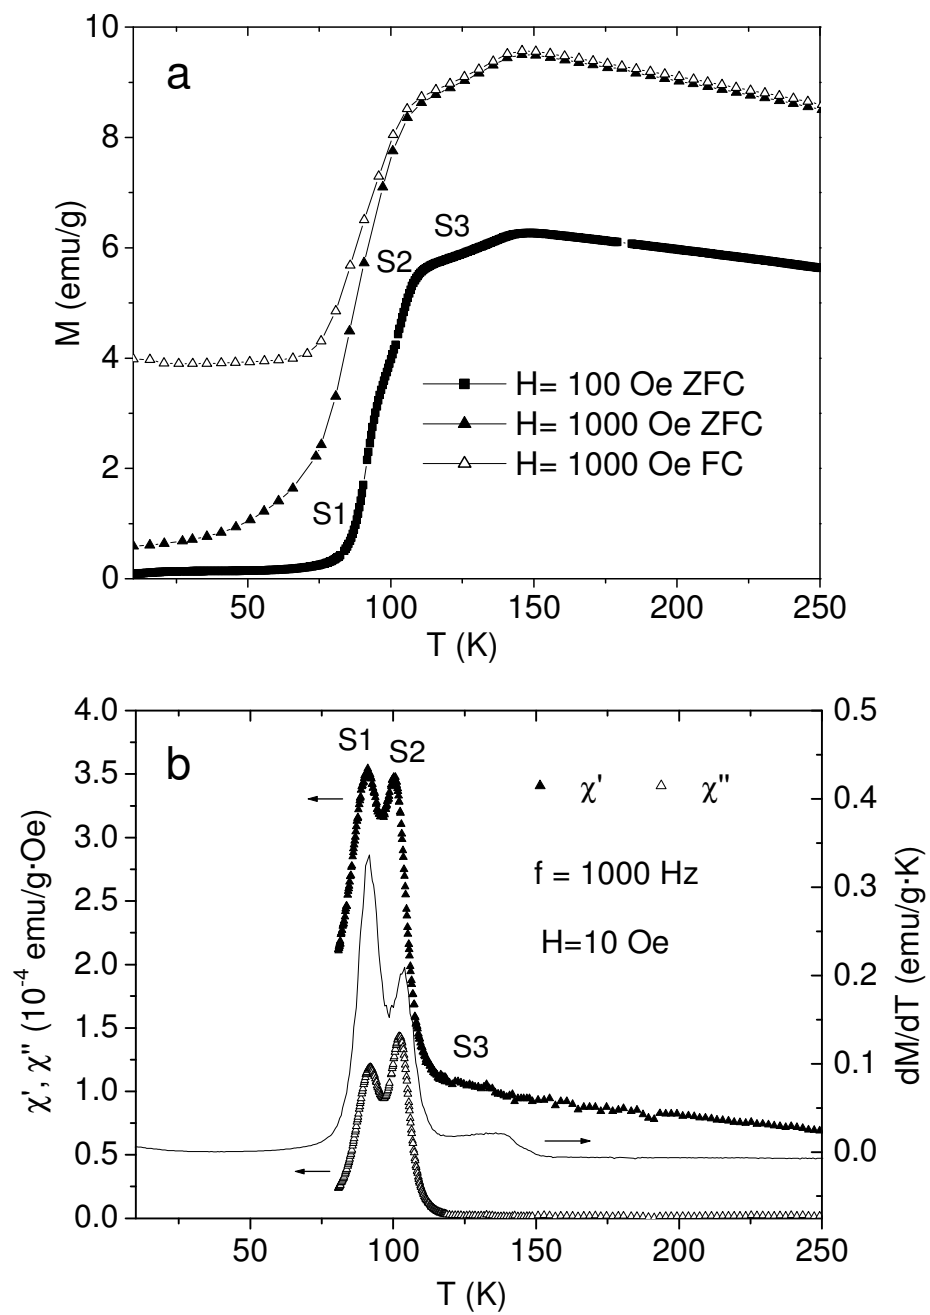 a
10
8
6
4
2
0
M (emu/g)
S3
S2
S1
H= 100 Oe ZFC
H= 1000 Oe ZFC
H= 1000 Oe FC
50 100 150 200 250
T (K)
b
4.0
3.5
3.0
2.5
2.0
1.5
1.0
0.5
0.0
χ', χ'' (10⁻⁴ emu/g·Oe)
S1 S2
χ' χ''
f = 1000 Hz
H=10 Oe
S3
0.5
0.4
0.3
0.2
0.1
0.0
dM/dT (emu/g·K)
50 100 150 200 250
T (K)